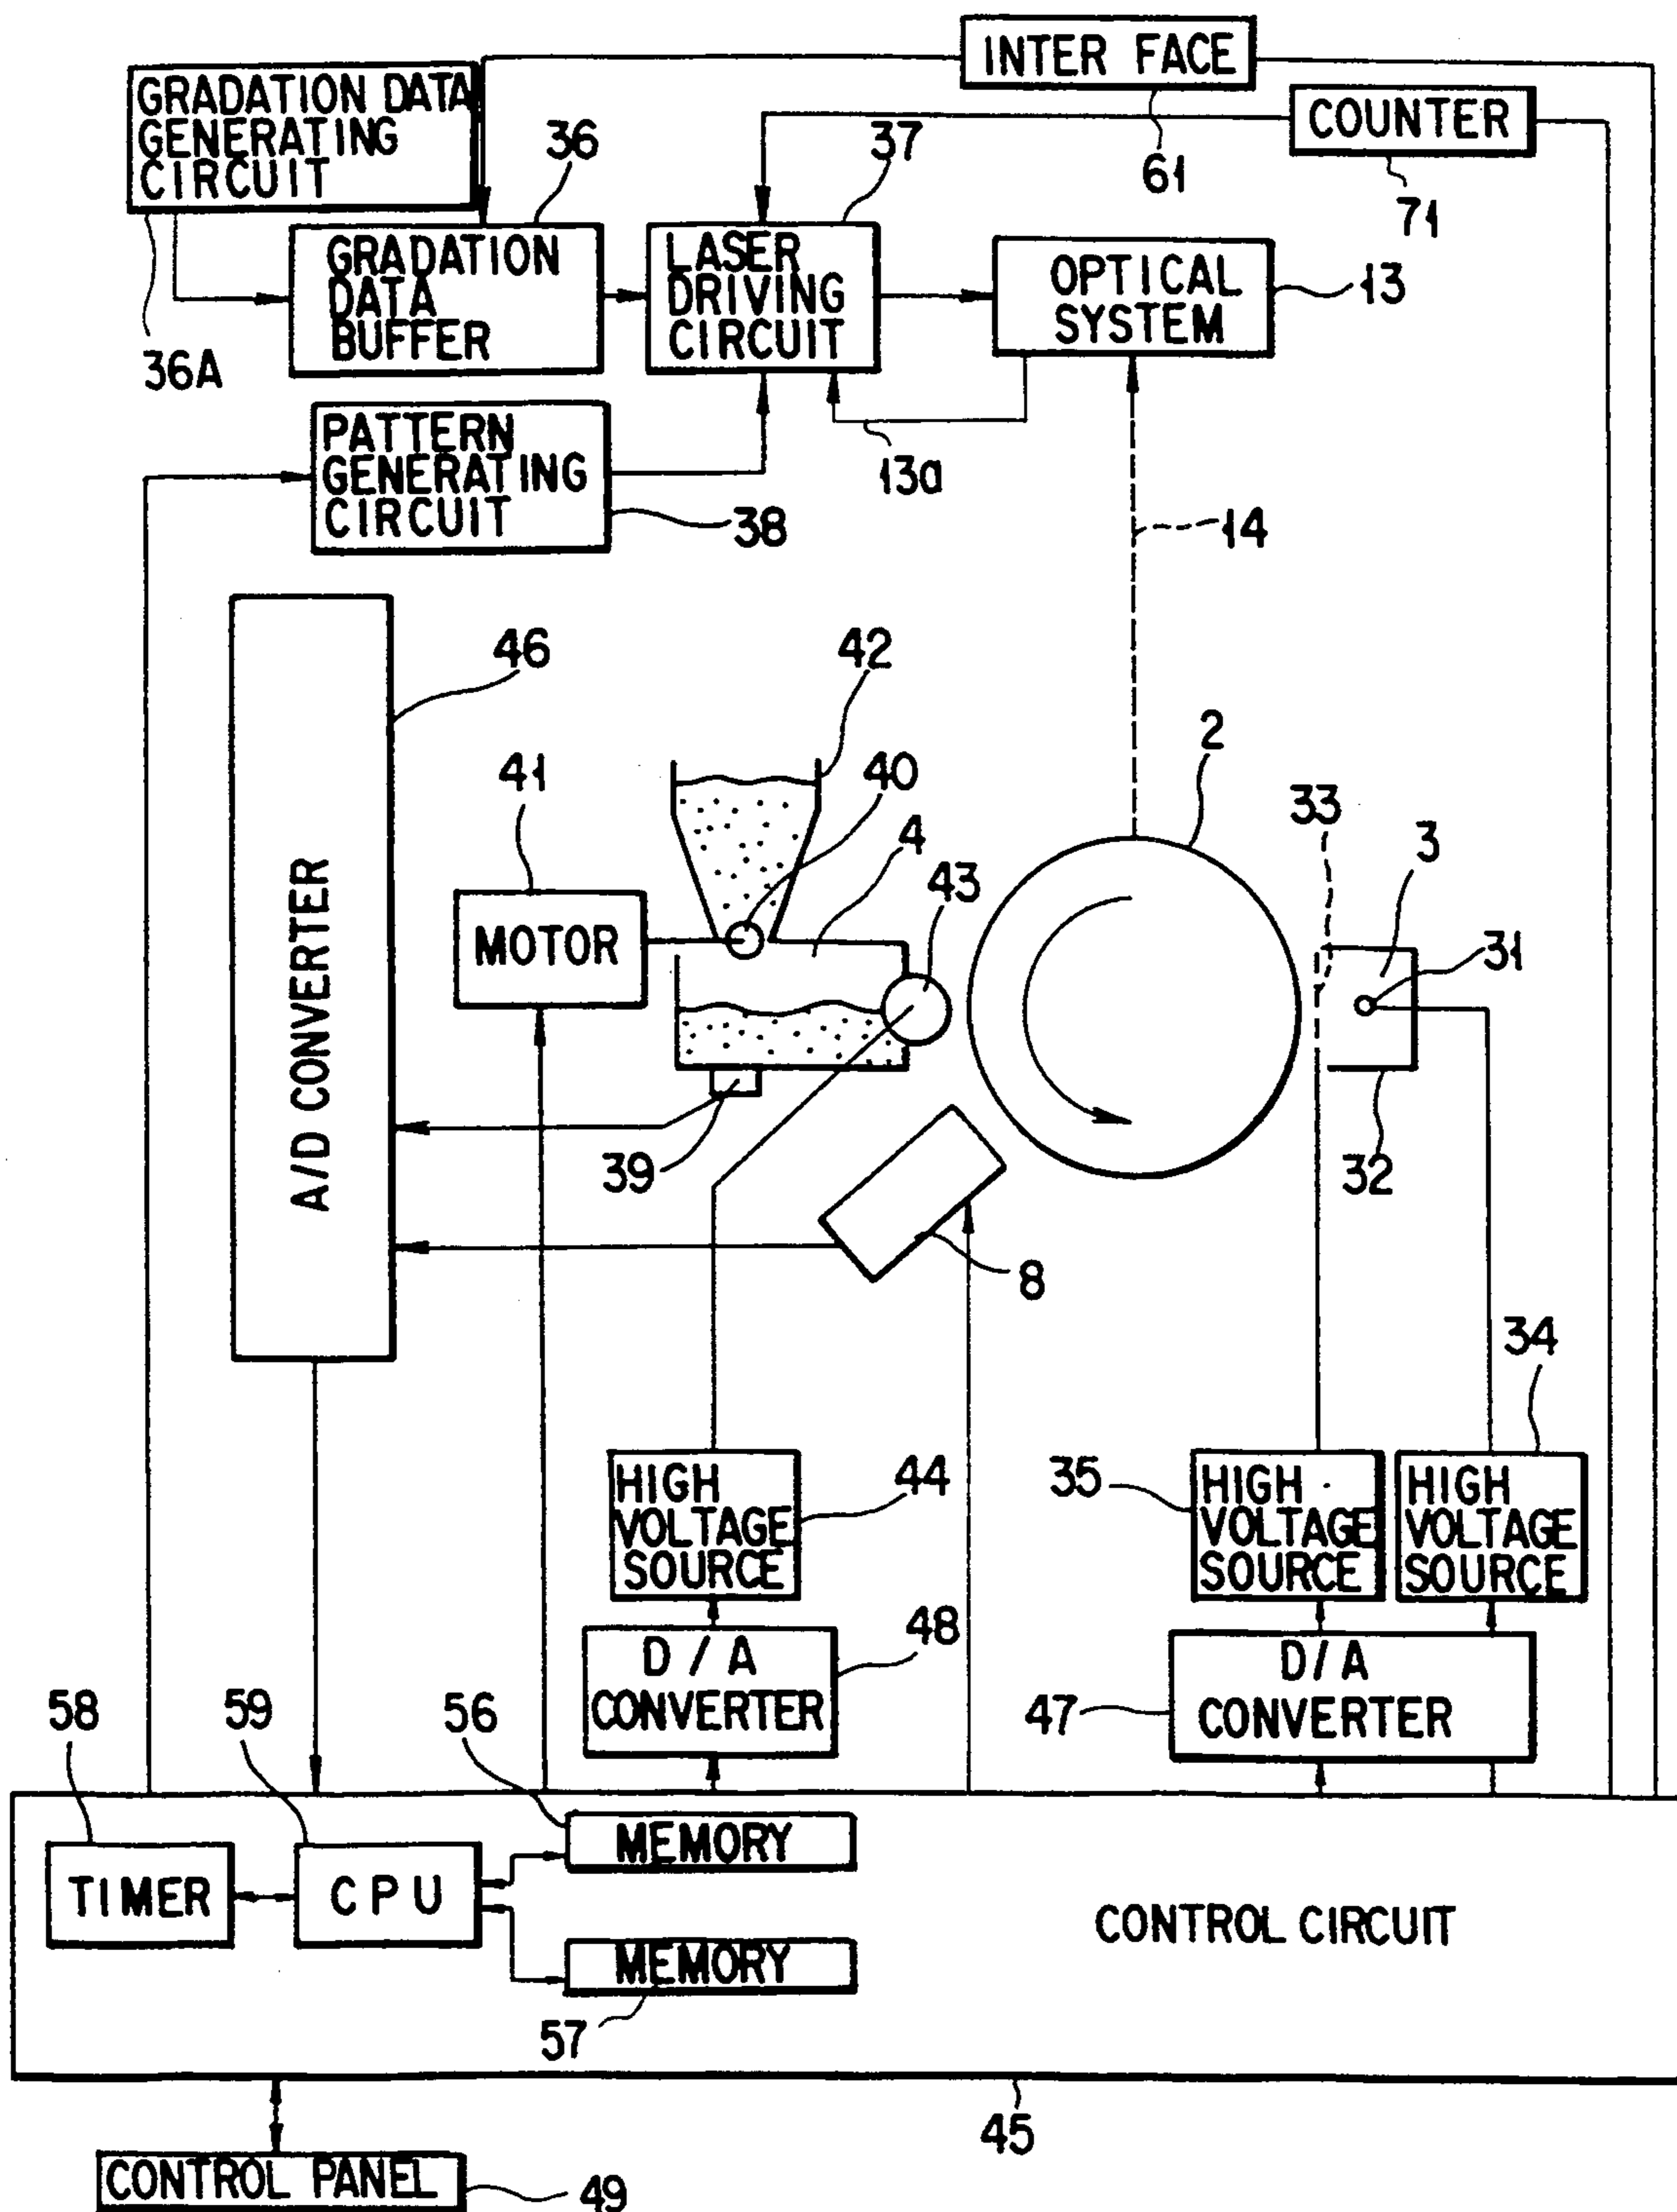 INTER FACE
61
COUNTER
71
GRADATION DATA
GENERATING
CIRCUIT
36A
36
GRADATION
DATA
BUFFER
37
LASER
DRIVING
CIRCUIT
OPTICAL
SYSTEM
13
13a
PATTERN
GENERATING
CIRCUIT
38
14
46
A/D CONVERTER
42
40
41
MOTOR
4
43
2
33
3
31
39
32
8
34
HIGH
VOLTAGE
SOURCE
44
35
HIGH
VOLTAGE
SOURCE
HIGH
VOLTAGE
SOURCE
D/A
CONVERTER
48
47
D/A
CONVERTER
58
59
56
TIMER
CPU
MEMORY
MEMORY
57
CONTROL CIRCUIT
45
CONTROL PANEL
49